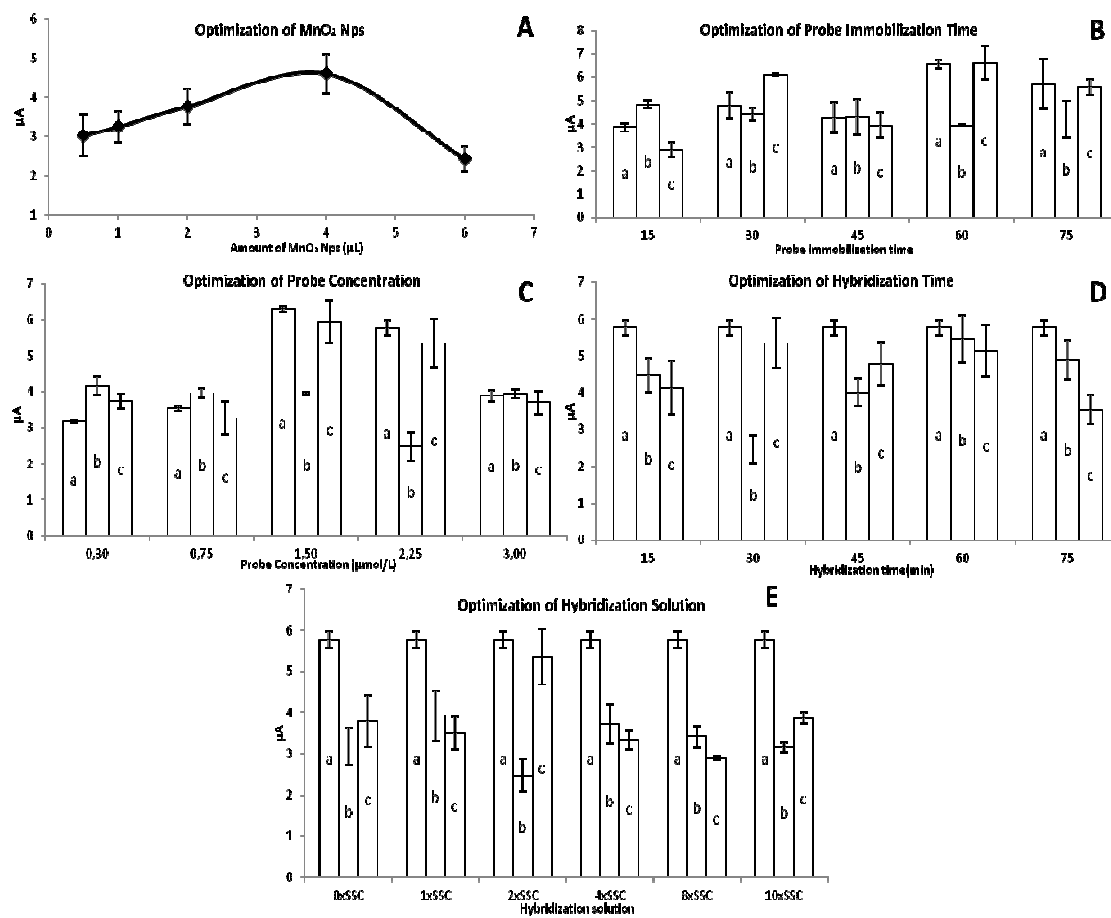 Optimization of MnO₂ Nps
A
6
5
4
3
2
1
µA
0 1 2 3 4 5 6 7
Amount of MnO₂ Nps (µL)
Optimization of Probe Immobilization Time
B
8
7
6
5
4
3
2
1
0
µA
a b c a b c a b c a b c a b c
15 30 45 60 75
Probe immobilization time
Optimization of Probe Concentration
C
7
6
5
4
3
2
1
0
µA
a b c a b c a b c a b c a b c
0,30 0,75 1,50 2,25 3,00
Probe Concentration (µmol/L)
Optimization of Hybridization Time
D
7
6
5
4
3
2
1
0
µA
a b c a b c a b c a b c a b c
15 30 45 60 75
Hybridization time(min)
Optimization of Hybridization Solution
E
7
6
5
4
3
2
1
0
µA
a b c a b c a b c a b c a b c a b c
0xSSC 1xSSC 2xSSC 4xSSC 8xSSC 10xSSC
Hybridization solution